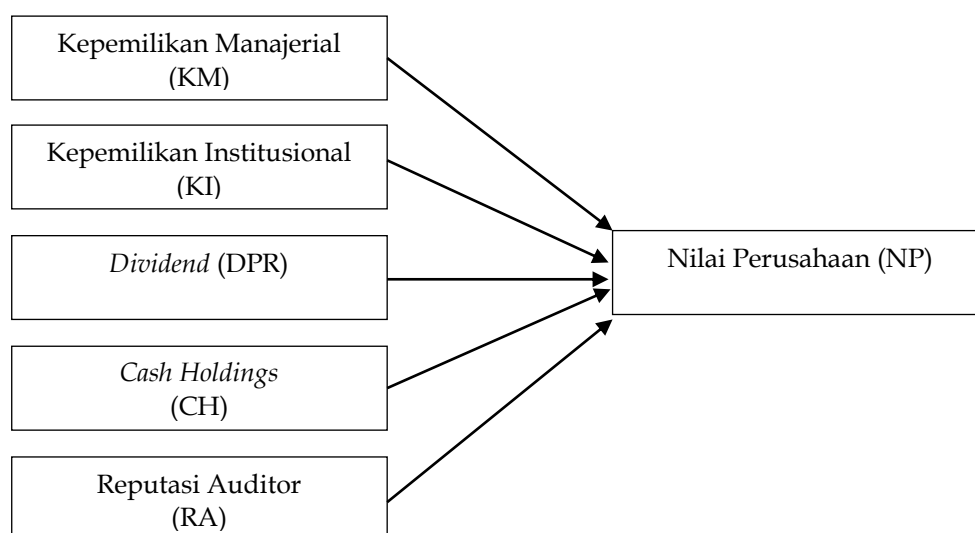 Kepemilikan Manajerial
(KM)
Kepemilikan Institusional
(KI)
Dividend (DPR)
Nilai Perusahaan (NP)
Cash Holdings
(CH)
Reputasi Auditor
(RA)